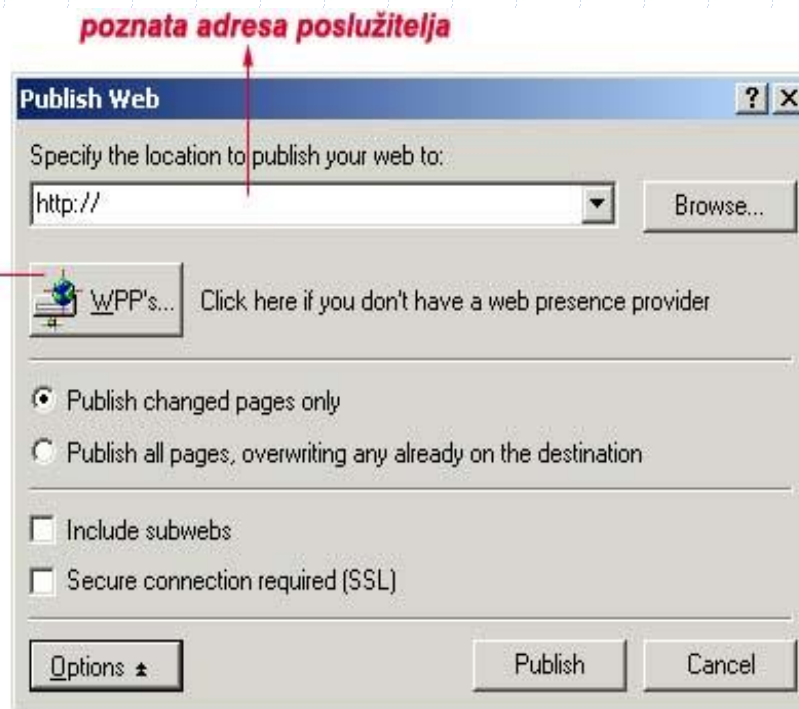 poznata adresa poslužitelja
Publish Web
Specify the location to publish your web to:
http://
Browse...
WPP's... Click here if you don't have a web presence provider
Publish changed pages only
Publish all pages, overwriting any already on the destination
Include subwebs
Secure connection required (SSL)
Options Publish Cancel